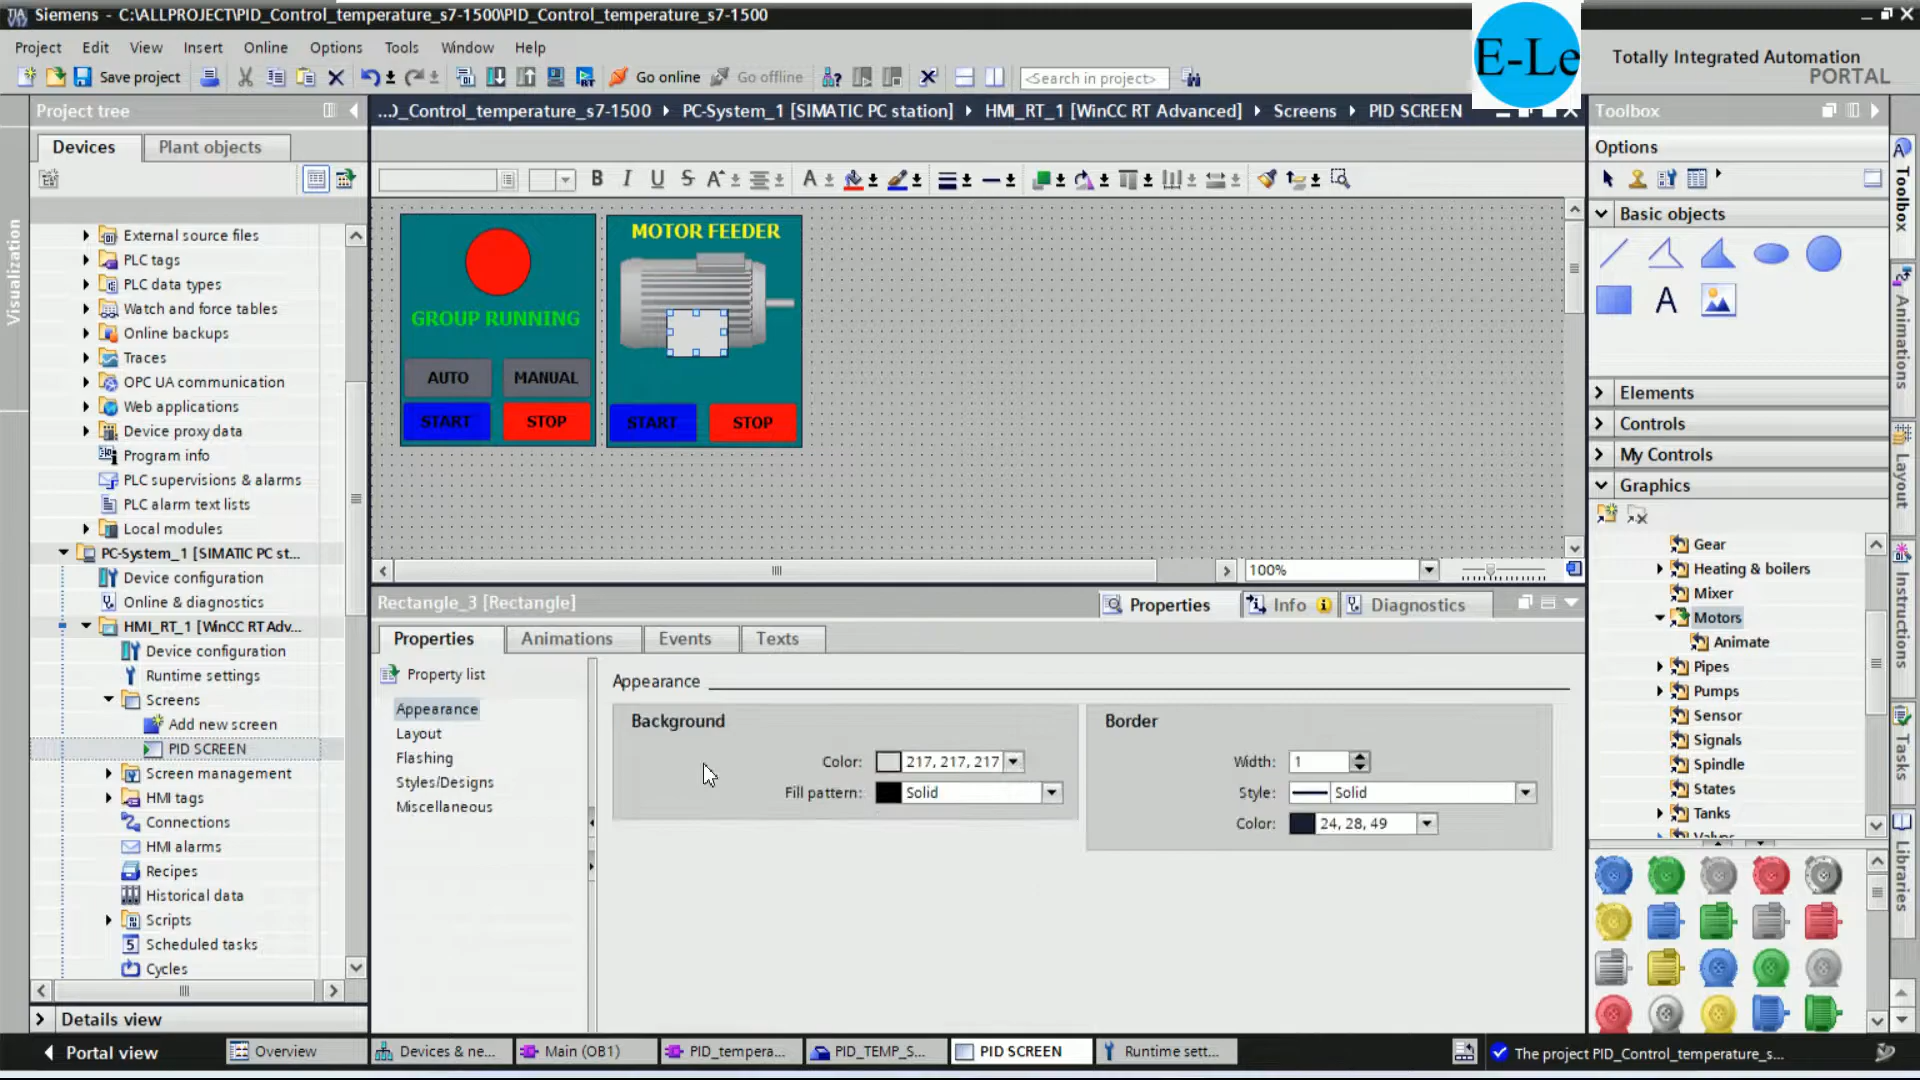 Siemens - C:\ALLPROJECT\PID_Control_temperature_s7-1500\PID_Control_temperature_s7-1500
Project Edit View Insert Online Options Tools Window Help
E-Le
Totally Integrated Automation
PORTAL
Save project
Go online
Go offline
<Search in project>
Project tree
...)_Control_temperature_s7-1500 PC-System_1 [SIMATIC PC station] HMI_RT_1 [WinCC RT Advanced] Screens PID SCREEN
Devices Plant objects
Visualization
External source files
PLC tags
PLC data types
Watch and force tables
Online backups
Traces
OPC UA communication
Web applications
Device proxy data
Program info
PLC supervisions & alarms
PLC alarm text lists
Local modules
PC-System_1 [SIMATIC PC st...
Device configuration
Online & diagnostics
HMI_RT_1 [WinCC RT Adv...
Device configuration
Runtime settings
Screens
Add new screen
PID SCREEN
Screen management
HMI tags
Connections
HMI alarms
Recipes
Historical data
Scripts
Scheduled tasks
Cycles
Details view
GROUP RUNNING
AUTO MANUAL
START STOP
MOTOR FEEDER
START STOP
100%
Rectangle_3 [Rectangle]
Properties Info Diagnostics
Properties Animations Events Texts
Property list
Appearance
Layout
Flashing
Styles/Designs
Miscellaneous
Appearance
Background
Color: 217, 217, 217
Fill pattern: Solid
Border
Width: 1
Style: Solid
Color: 24, 28, 49
Toolbox
Options
Basic objects
Elements
Controls
My Controls
Graphics
Gear
Heating & boilers
Mixer
Motors
Animate
Pipes
Pumps
Sensor
Signals
Spindle
States
Tanks
Toolbox
Animations
Layout
Instructions
Tasks
Libraries
Portal view
Overview
Devices & ne...
Main (OB1)
PID_tempera...
PID_TEMP_S...
PID SCREEN
Runtime sett...
The project PID_Control_temperature_s...